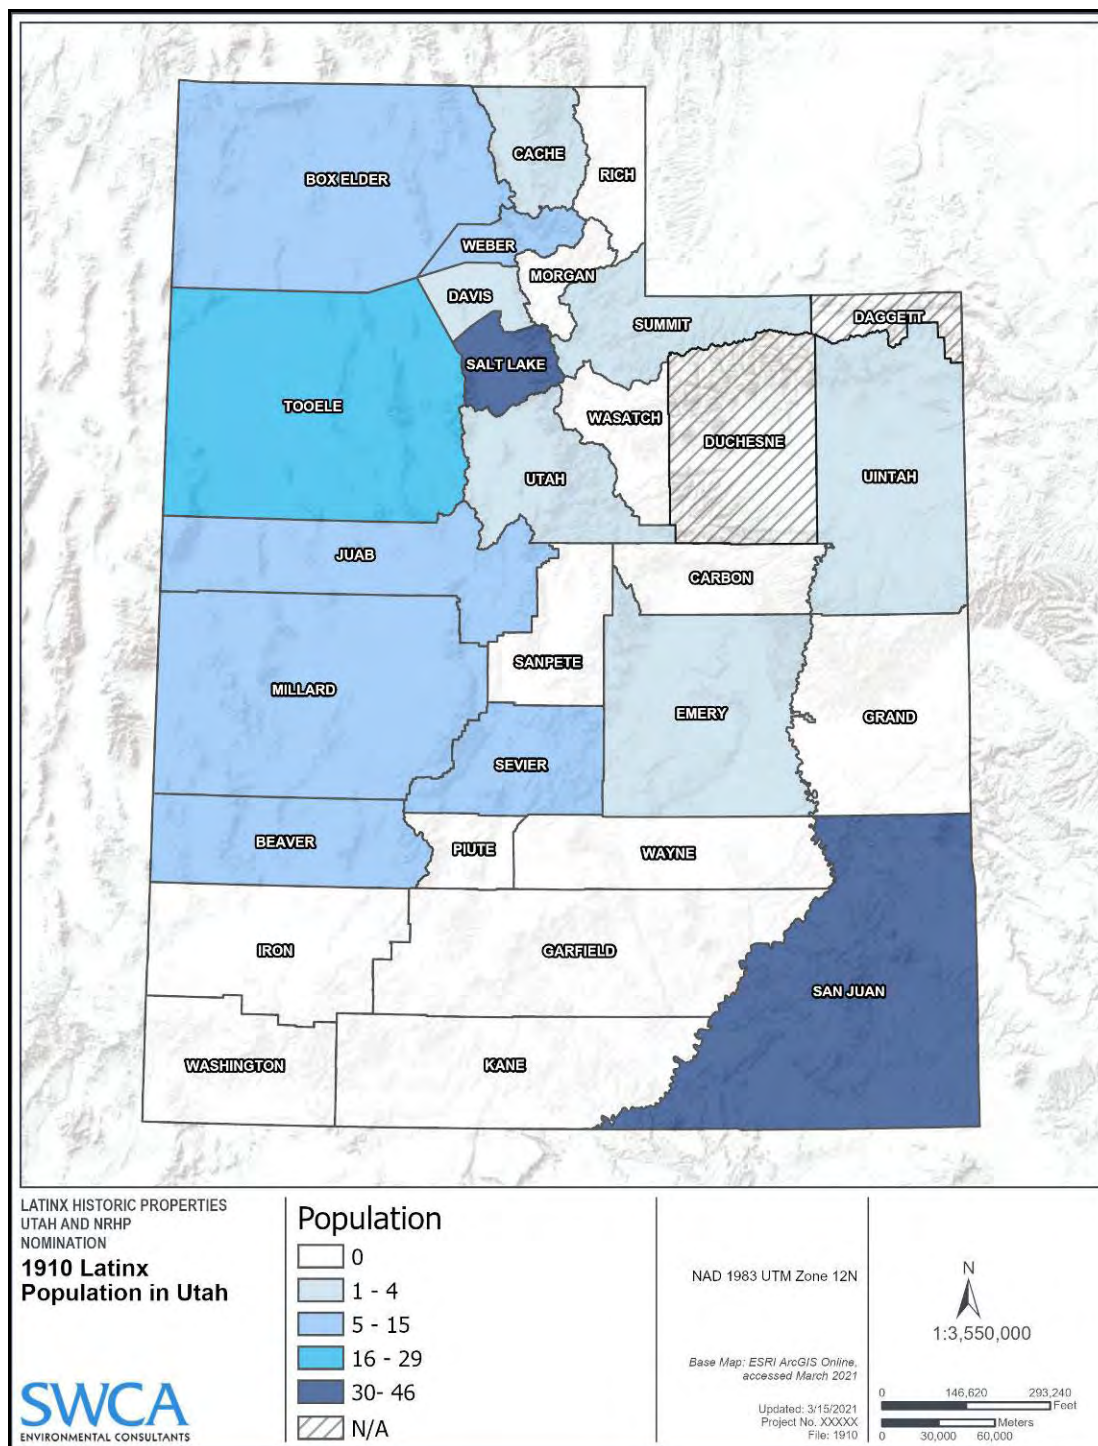 CACHE
RICH
BOX ELDER
WEBER
MORGAN
DAVIS
SUMMIT
DAGGETT
SALT LAKE
TOOELE
WASATCH
DUCHESNE
UTAH
UINTAH
JUAB
CARBON
SANPETE
MILLARD
EMERY
GRAND
SEVIER
BEAVER
PIUTE
WAYNE
IRON
GARFIELD
SAN JUAN
WASHINGTON
KANE
LATINX HISTORIC PROPERTIES
UTAH AND NRHP
NOMINATION
1910 Latinx
Population in Utah
SWCA
ENVIRONMENTAL CONSULTANTS
Population
0
1 - 4
5 - 15
16 - 29
30- 46
N/A
NAD 1983 UTM Zone 12N
Base Map: ESRI ArcGIS Online,
accessed March 2021
Updated: 3/15/2021
Project No. XXXXX
File: 1910
N
1:3,550,000
0 146,620 293,240
Feet
Meters
0 30,000 60,000